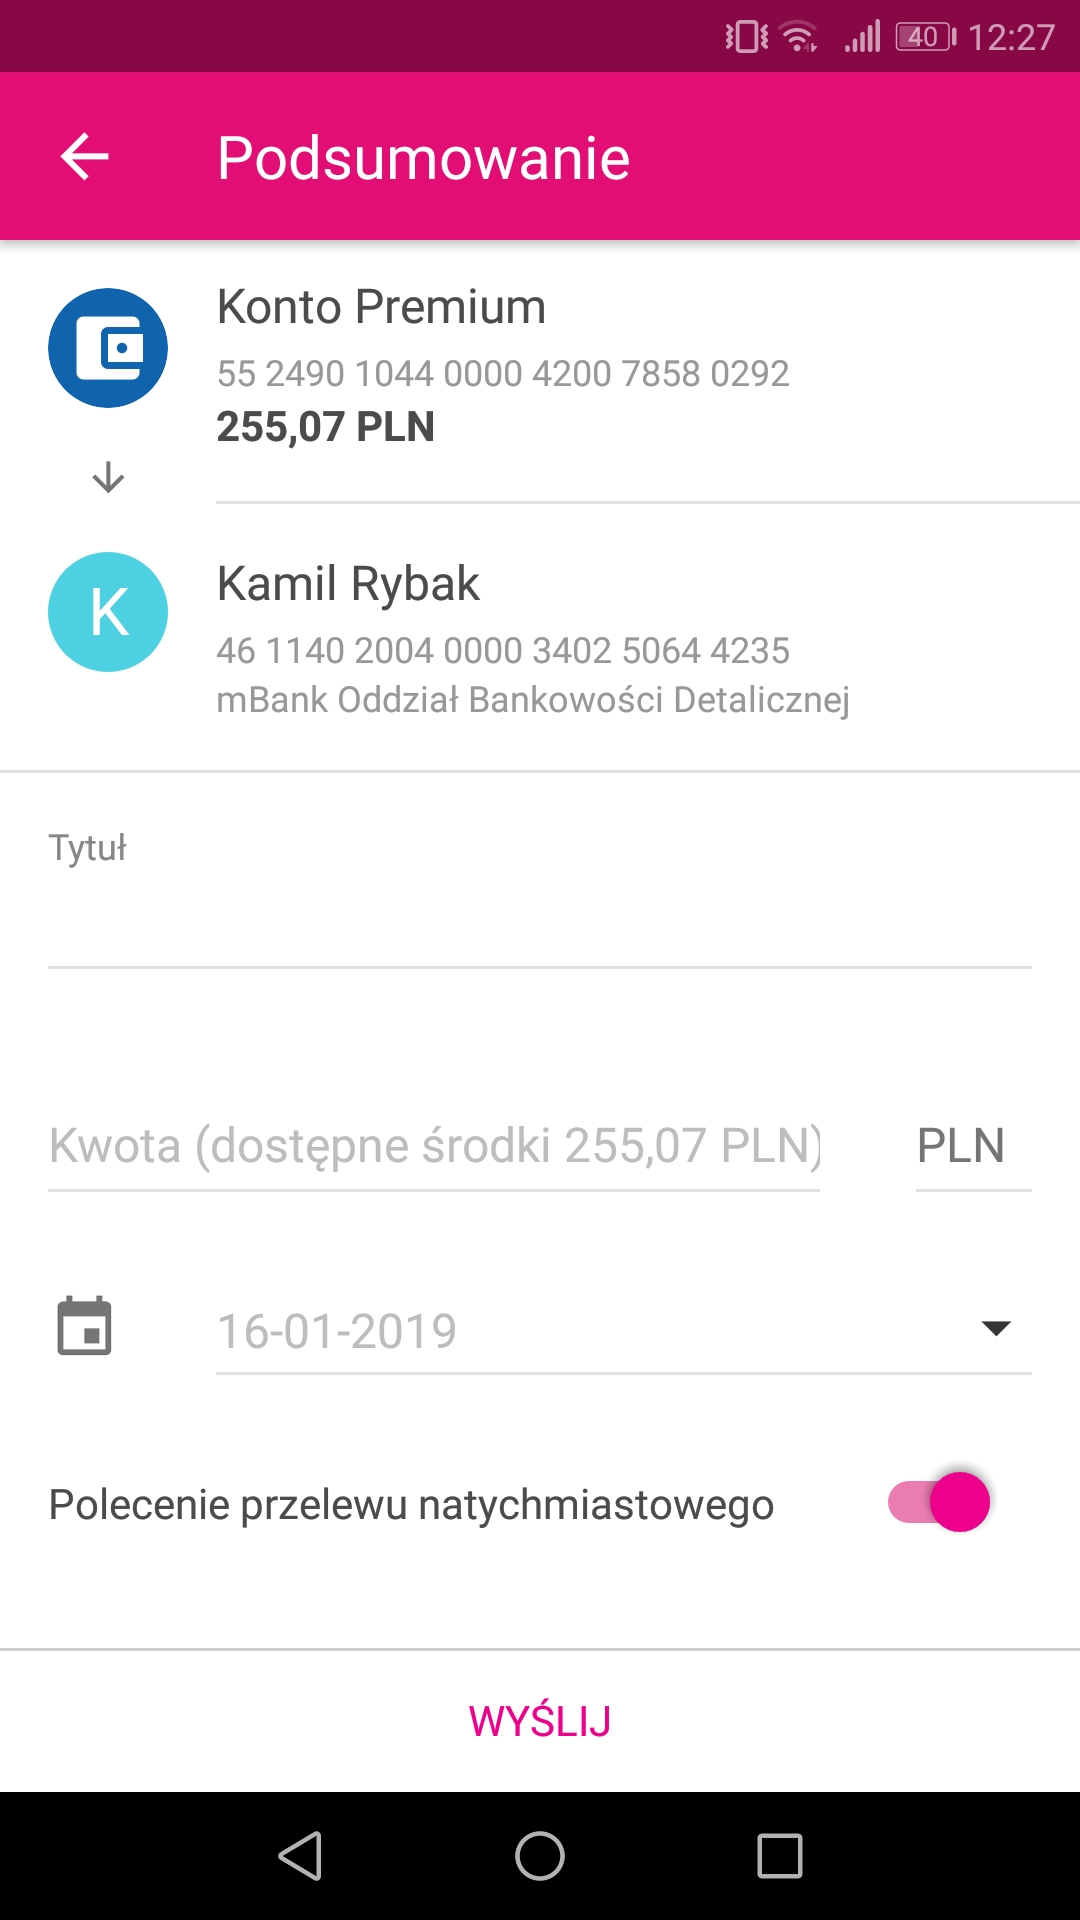 40 12:27
Podsumowanie
Konto Premium
55 2490 1044 0000 4200 7858 0292
255,07 PLN
K
Kamil Rybak
46 1140 2004 0000 3402 5064 4235
mBank Oddział Bankowości Detalicznej
Tytuł
Kwota (dostępne środki 255,07 PLN) PLN
16-01-2019
Polecenie przelewu natychmiastowego
WYŚLIJ